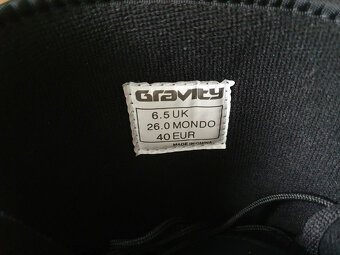 Gravity
6.5 UK
26.0 MONDO
40 EUR
MADE IN CHINA